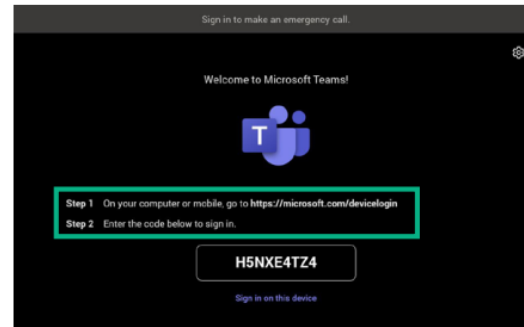 Sign in to make an emergency call.
Welcome to Microsoft Teams!
T
Step 1 On your computer or mobile, go to https://microsoft.com/devicelogin
Step 2 Enter the code below to sign in.
H5NXE4TZ4
Sign in on this device